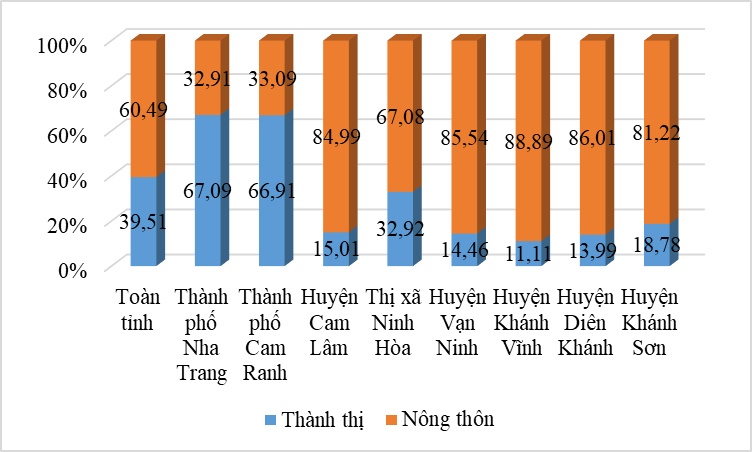 100%
80%
60%
40%
20%
0%
60,49
32,91
33,09
84,99
67,08
85,54
88,89
86,01
81,22
39,51
67,09
66,91
15,01
32,92
14,46
11,11
13,99
18,78
Toàn
tỉnh
Thành
phố
Nha
Trang
Thành
phố
Cam
Ranh
Huyện
Cam
Lâm
Thị xã
Ninh
Hòa
Huyện
Vạn
Ninh
Huyện
Khánh
Vĩnh
Huyện
Diên
Khánh
Huyện
Khánh
Sơn
Thành thị
Nông thôn